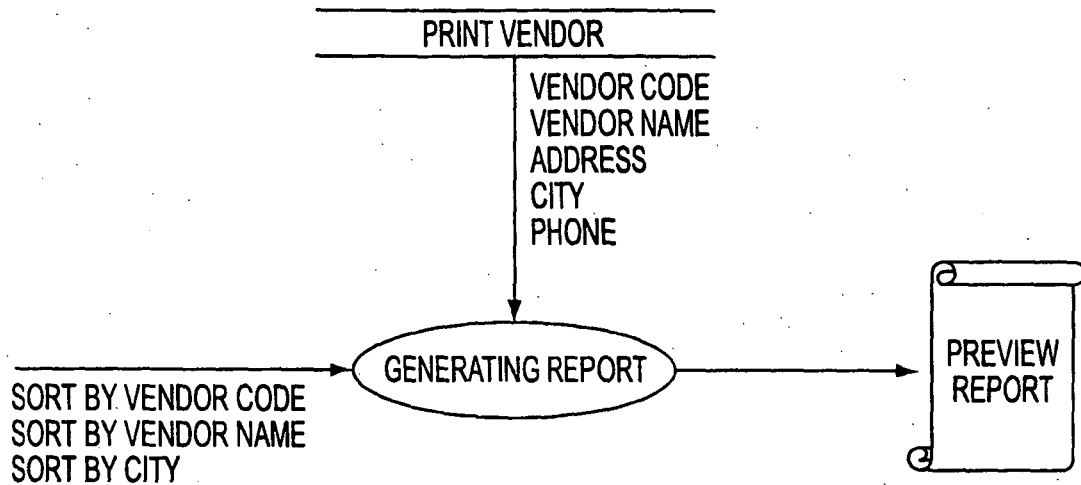 PRINT VENDOR
VENDOR CODE
VENDOR NAME
ADDRESS
CITY
PHONE
GENERATING REPORT
PREVIEW
REPORT
SORT BY VENDOR CODE
SORT BY VENDOR NAME
SORT BY CITY